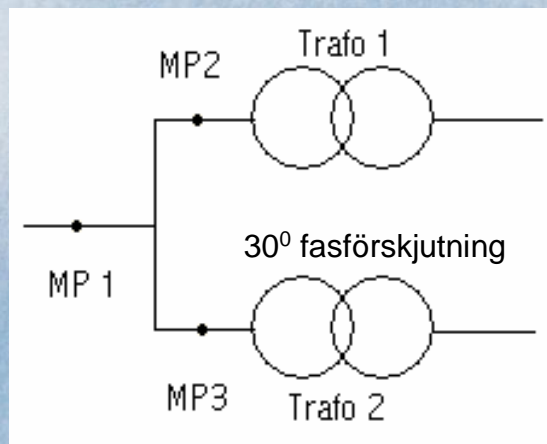 Trafo 1
MP2
30⁰ fasförskjutning
MP 1
MP3
Trafo 2